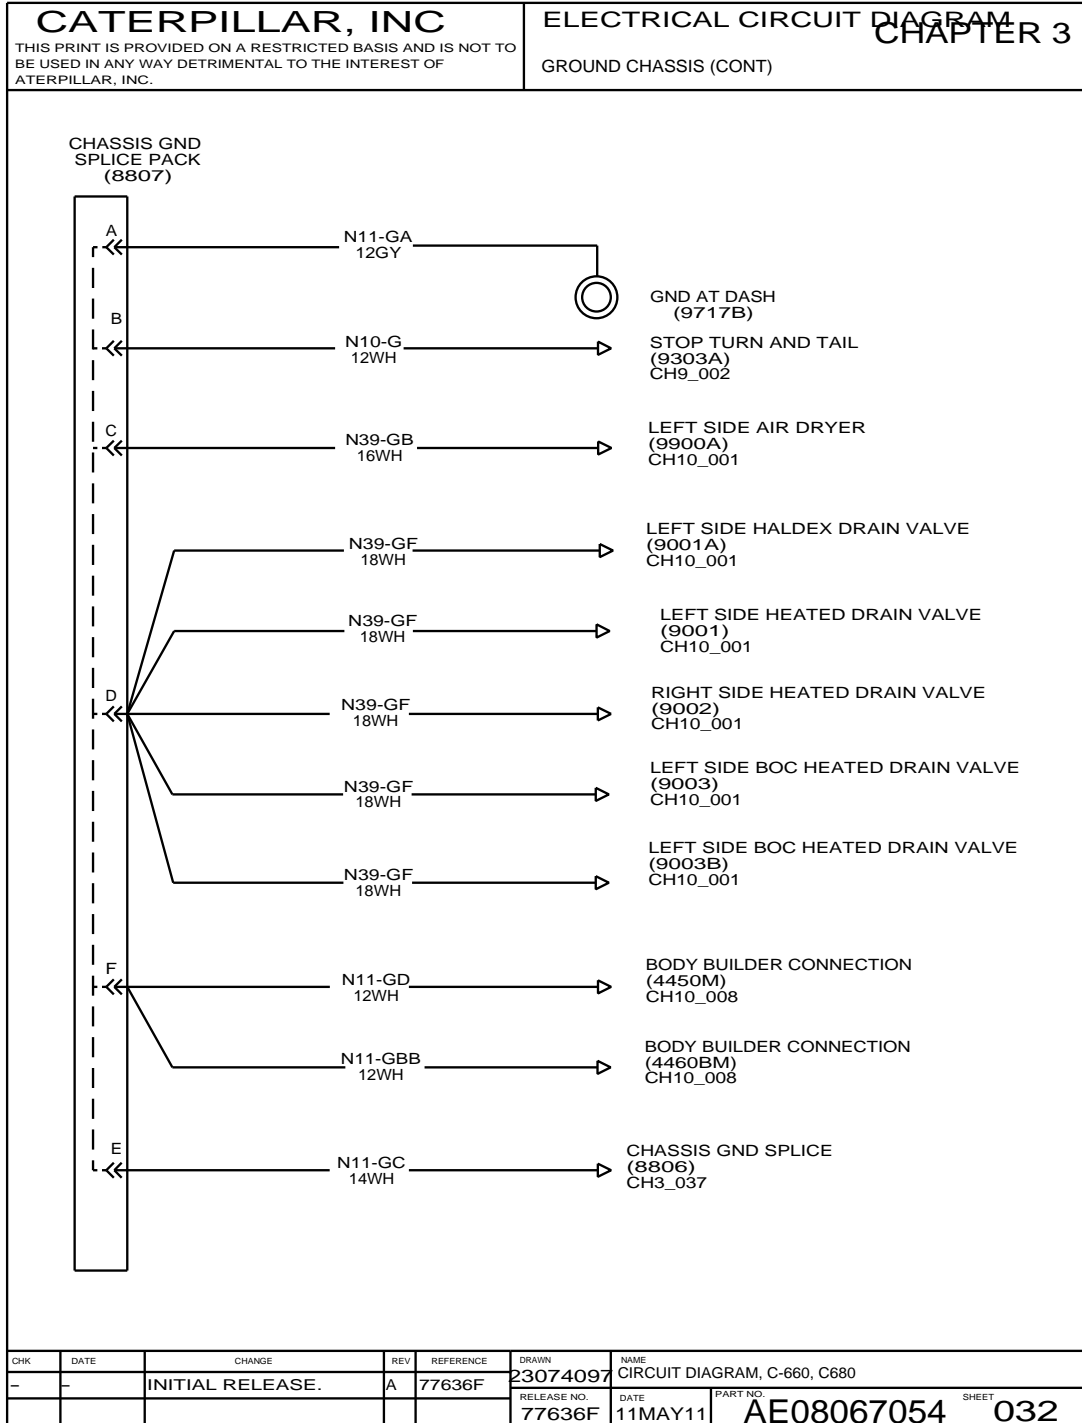 CATERPILLAR, INC
THIS PRINT IS PROVIDED ON A RESTRICTED BASIS AND IS NOT TO
BE USED IN ANY WAY DETRIMENTAL TO THE INTEREST OF
ATERPILLAR, INC.
ELECTRICAL CIRCUIT DIAGRAM
CHAPTER 3
GROUND CHASSIS (CONT)
CHASSIS GND
SPLICE PACK
(8807)
A
N11-GA
12GY
GND AT DASH
(9717B)
B
N10-G
12WH
STOP TURN AND TAIL
(9303A)
CH9_002
C
N39-GB
16WH
LEFT SIDE AIR DRYER
(9900A)
CH10_001
N39-GF
18WH
LEFT SIDE HALDEX DRAIN VALVE
(9001A)
CH10_001
N39-GF
18WH
LEFT SIDE HEATED DRAIN VALVE
(9001)
CH10_001
D
N39-GF
18WH
RIGHT SIDE HEATED DRAIN VALVE
(9002)
CH10_001
N39-GF
18WH
LEFT SIDE BOC HEATED DRAIN VALVE
(9003)
CH10_001
N39-GF
18WH
LEFT SIDE BOC HEATED DRAIN VALVE
(9003B)
CH10_001
F
N11-GD
12WH
BODY BUILDER CONNECTION
(4450M)
CH10_008
N11-GBB
12WH
BODY BUILDER CONNECTION
(4460BM)
CH10_008
E
N11-GC
14WH
CHASSIS GND SPLICE
(8806)
CH3_037
CHK DATE CHANGE REV REFERENCE
– – INITIAL RELEASE. A 77636F
DRAWN
23074097
NAME
CIRCUIT DIAGRAM, C-660, C680
RELEASE NO.
77636F
DATE
11MAY11
PART NO.
AE08067054
SHEET
032